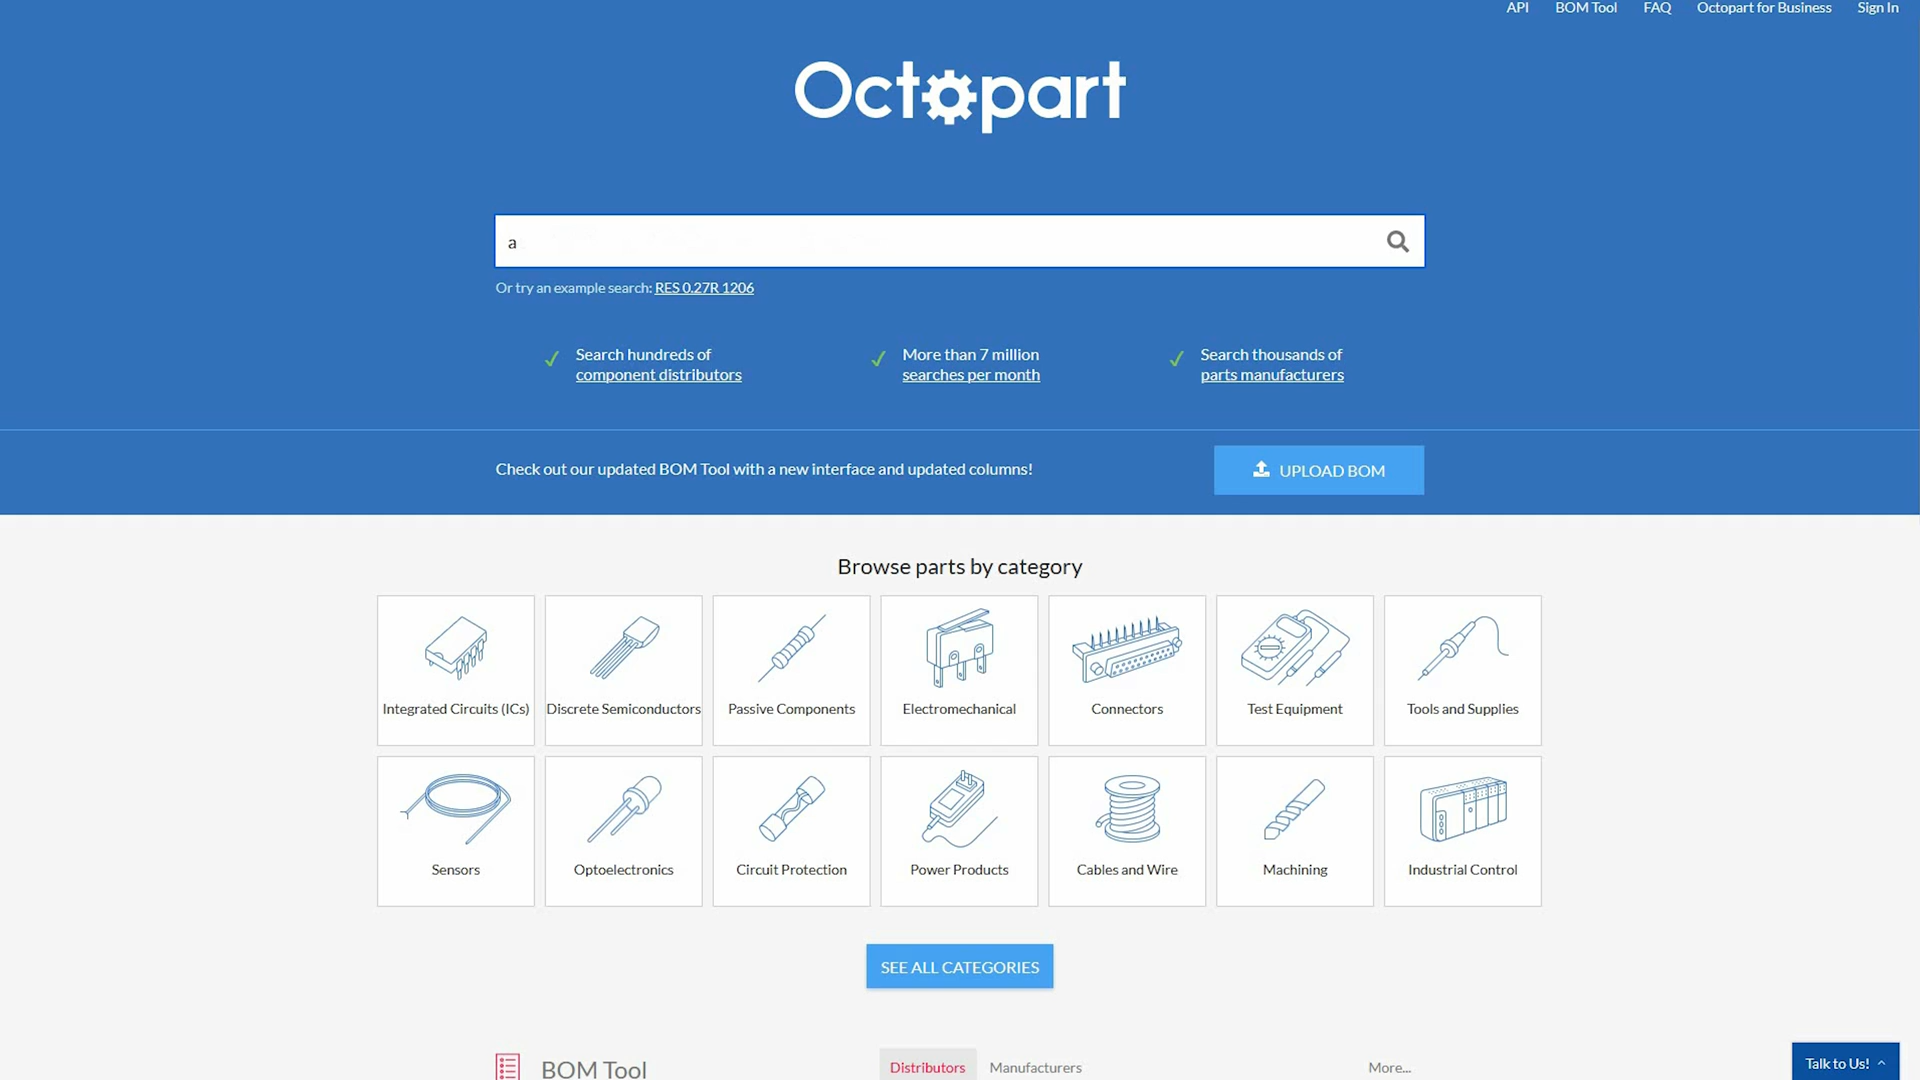 API BOM Tool FAQ Octopart for Business Sign In
Octopart
a
Or try an example search: RES 0.27R 1206
Search hundreds of
component distributors
More than 7 million
searches per month
Search thousands of
parts manufacturers
Check out our updated BOM Tool with a new interface and updated columns!
UPLOAD BOM
Browse parts by category
Integrated Circuits (ICs)
Discrete Semiconductors
Passive Components
Electromechanical
Connectors
Test Equipment
Tools and Supplies
Sensors
Optoelectronics
Circuit Protection
Power Products
Cables and Wire
Machining
Industrial Control
SEE ALL CATEGORIES
BOM Tool
Distributors
Manufacturers
More...
Talk to Us!